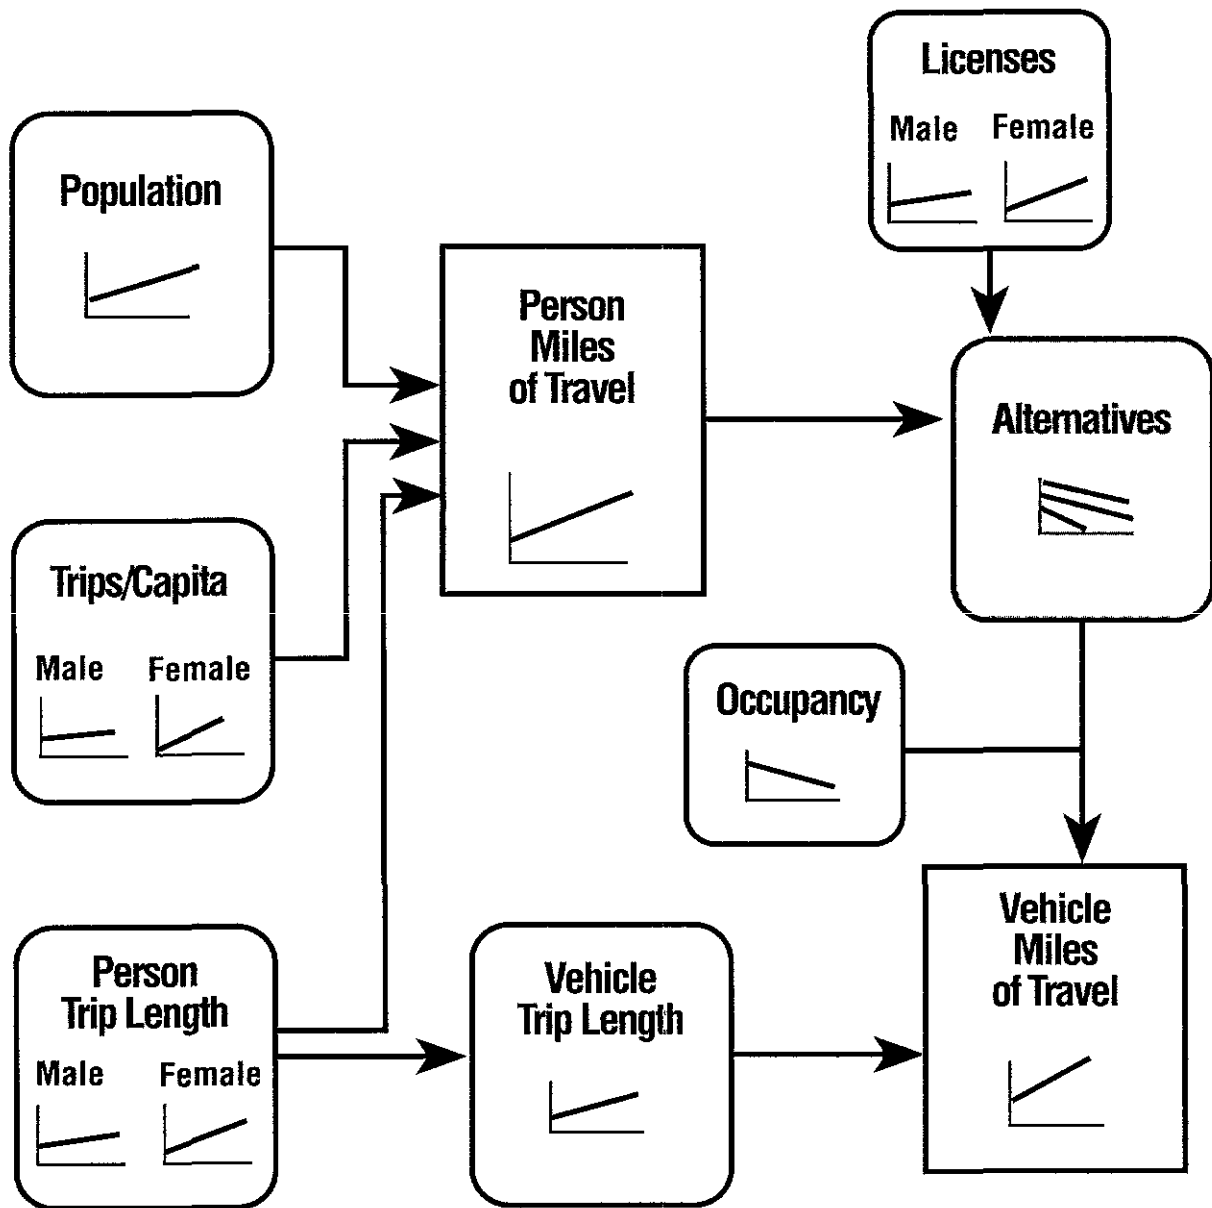 Licenses
Male Female
Population
Person
Miles
of Travel
Alternatives
Trips/Capita
Male Female
Occupancy
Person
Trip Length
Male Female
Vehicle
Trip Length
Vehicle
Miles
of Travel